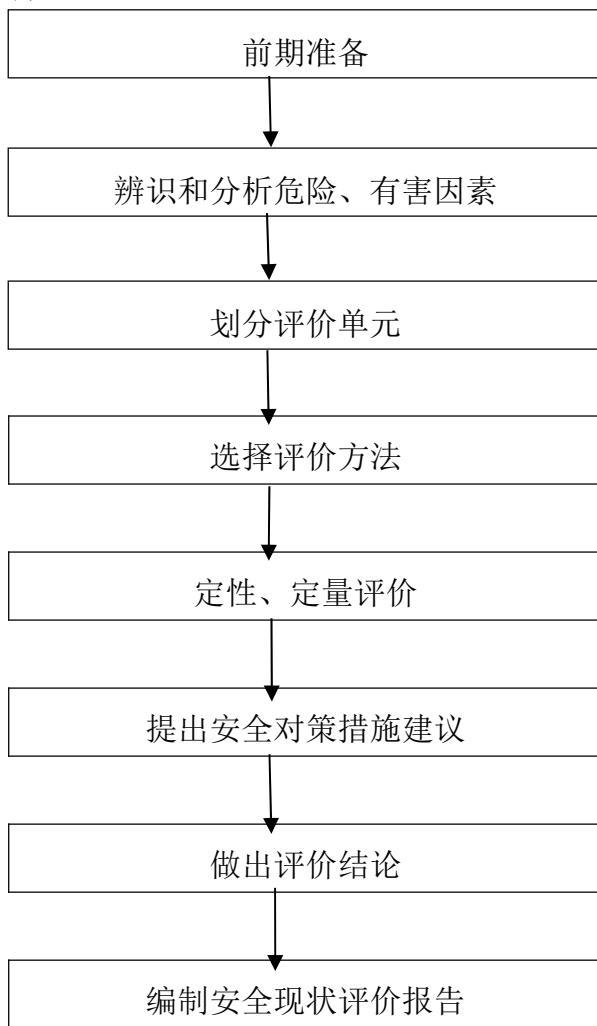 前期准备
辨识和分析危险、有害因素
划分评价单元
选择评价方法
定性、定量评价
提出安全对策措施建议
做出评价结论
编制安全现状评价报告